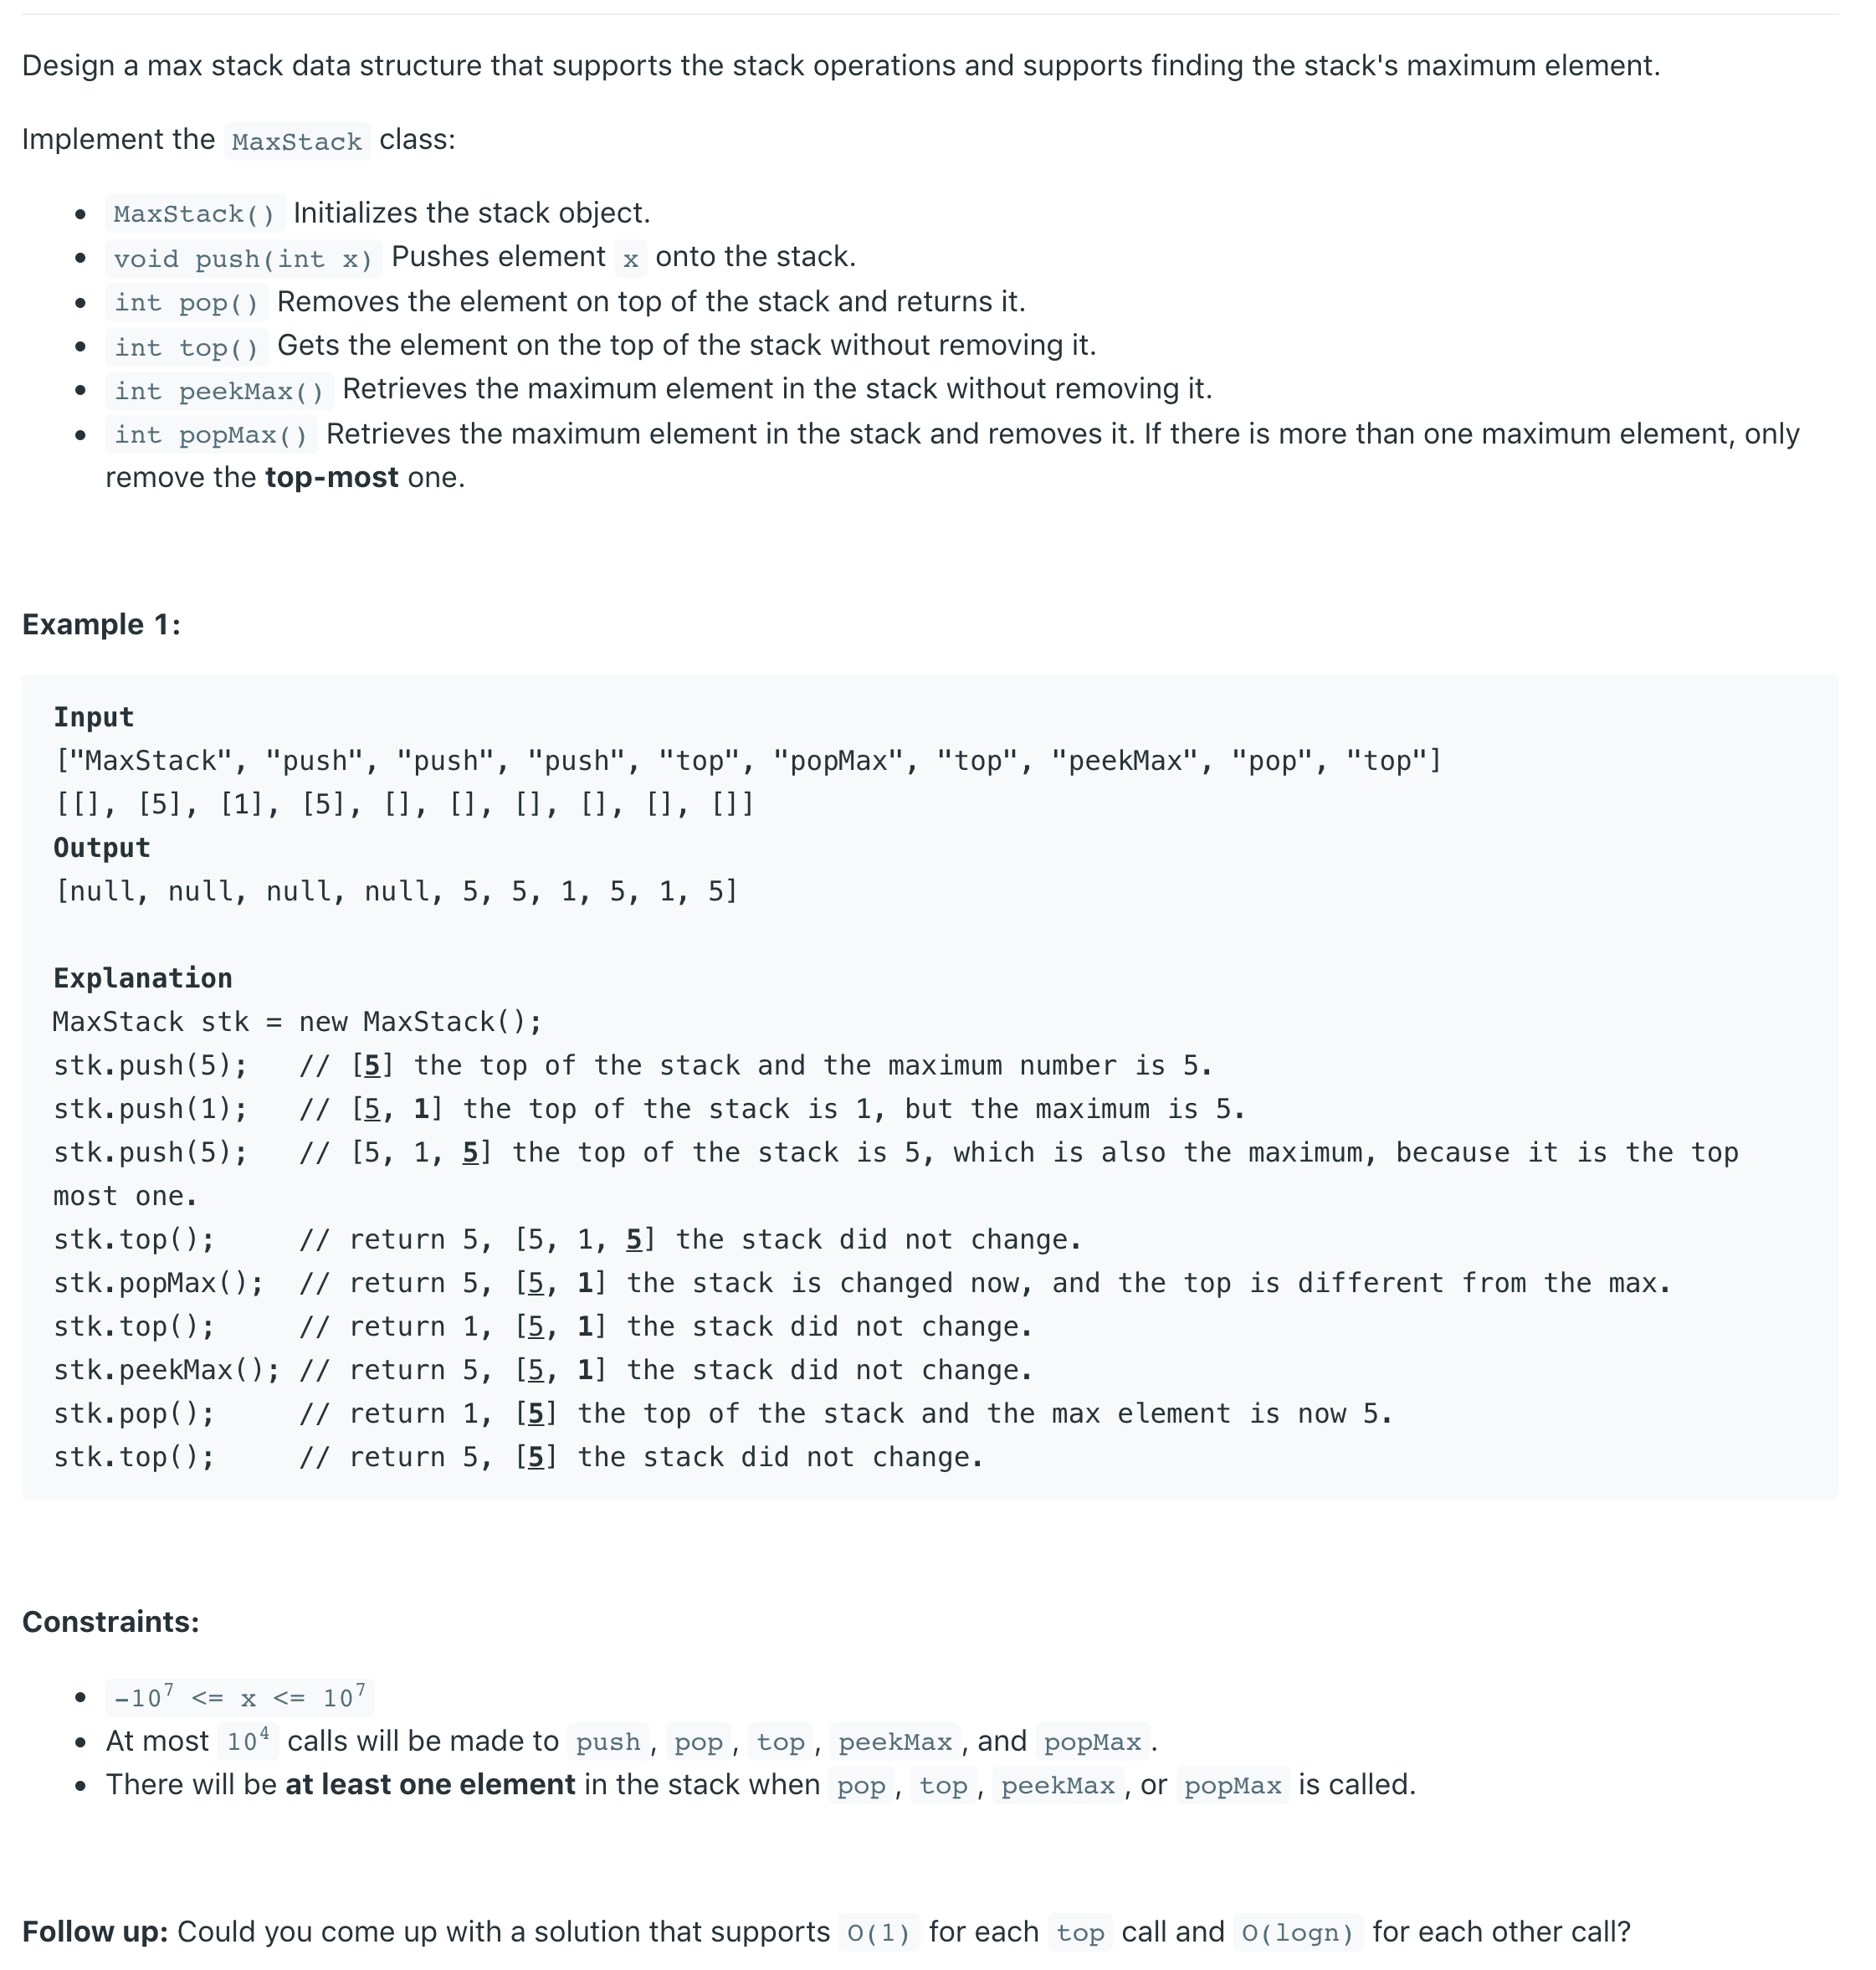 Design a max stack data structure that supports the stack operations and supports finding the stack's maximum element.
Implement the MaxStack class:
• MaxStack() Initializes the stack object.
• void push(int x) Pushes element x onto the stack.
• int pop() Removes the element on top of the stack and returns it.
• int top() Gets the element on the top of the stack without removing it.
• int peekMax() Retrieves the maximum element in the stack without removing it.
• int popMax() Retrieves the maximum element in the stack and removes it. If there is more than one maximum element, only
remove the top-most one.
Example 1:
Input
["MaxStack", "push", "push", "push", "top", "popMax", "top", "peekMax", "pop", "top"]
[[], [5], [1], [5], [], [], [], [], [], []]
Output
[null, null, null, null, 5, 5, 1, 5, 1, 5]
Explanation
MaxStack stk = new MaxStack();
stk.push(5);   // [5] the top of the stack and the maximum number is 5.
stk.push(1);   // [5, 1] the top of the stack is 1, but the maximum is 5.
stk.push(5);   // [5, 1, 5] the top of the stack is 5, which is also the maximum, because it is the top
most one.
stk.top();     // return 5, [5, 1, 5] the stack did not change.
stk.popMax();  // return 5, [5, 1] the stack is changed now, and the top is different from the max.
stk.top();     // return 1, [5, 1] the stack did not change.
stk.peekMax(); // return 5, [5, 1] the stack did not change.
stk.pop();     // return 1, [5] the top of the stack and the max element is now 5.
stk.top();     // return 5, [5] the stack did not change.
Constraints:
• -10⁷ <= x <= 10⁷
• At most 10⁴ calls will be made to push, pop, top, peekMax, and popMax.
• There will be at least one element in the stack when pop, top, peekMax, or popMax is called.
Follow up: Could you come up with a solution that supports O(1) for each top call and O(logn) for each other call?